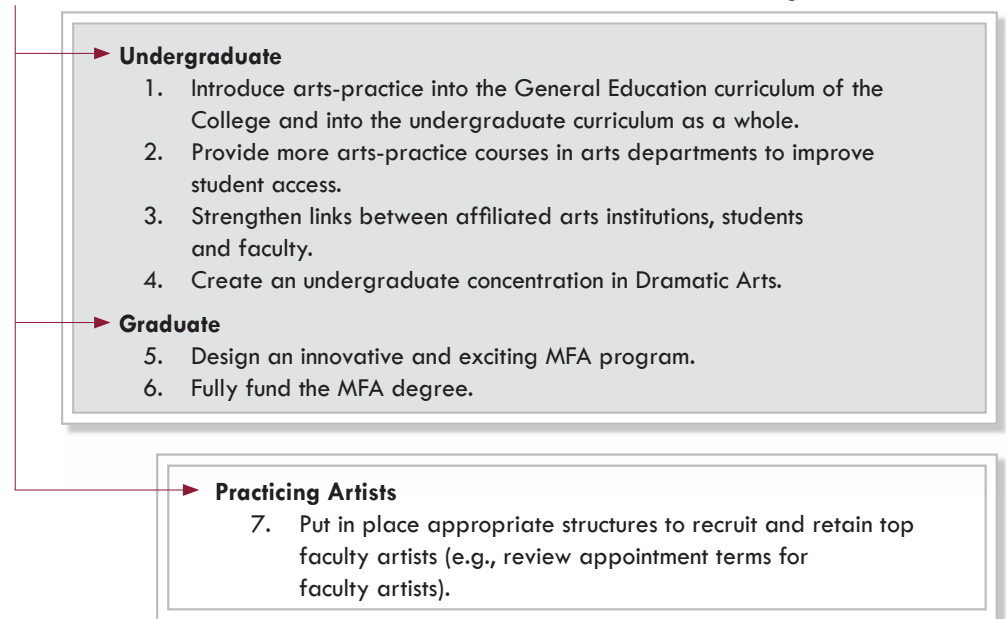 Undergraduate
1. Introduce arts-practice into the General Education curriculum of the
College and into the undergraduate curriculum as a whole.
2. Provide more arts-practice courses in arts departments to improve
student access.
3. Strengthen links between affiliated arts institutions, students
and faculty.
4. Create an undergraduate concentration in Dramatic Arts.
Graduate
5. Design an innovative and exciting MFA program.
6. Fully fund the MFA degree.
Practicing Artists
7. Put in place appropriate structures to recruit and retain top
faculty artists (e.g., review appointment terms for
faculty artists).